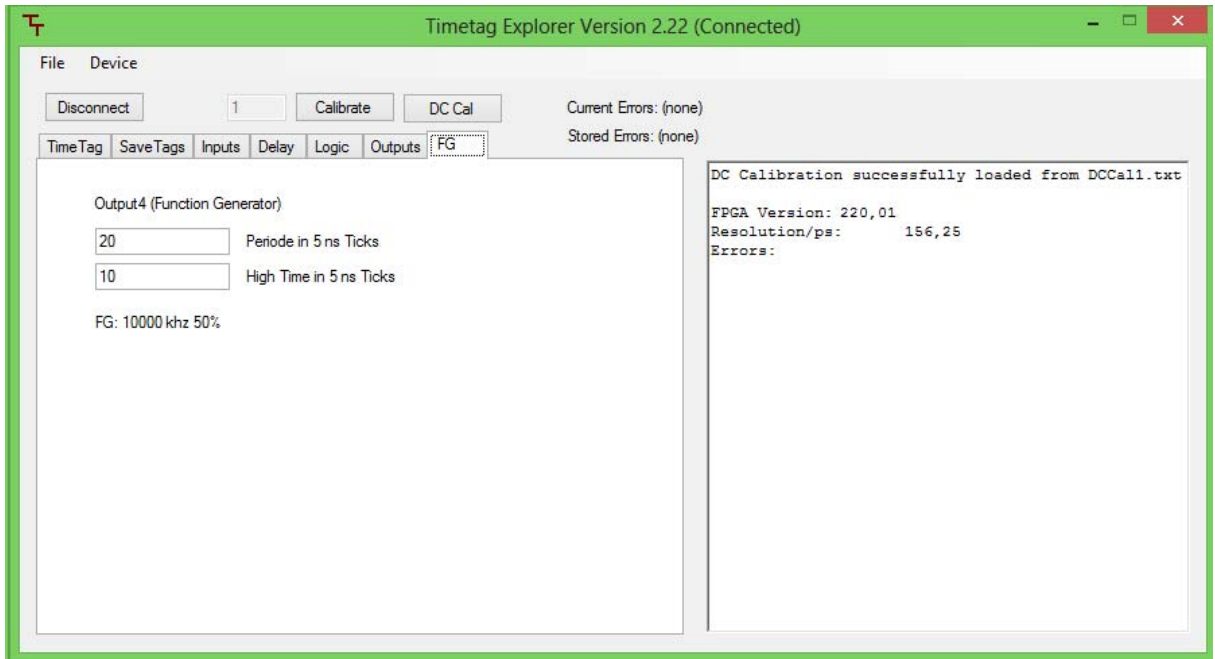 Timetag Explorer Version 2.22 (Connected)
File Device
Disconnect 1 Calibrate DC Cal
Current Errors: (none)
Stored Errors: (none)
TimeTag SaveTags Inputs Delay Logic Outputs FG
Output4 (Function Generator)
20 Periode in 5 ns Ticks
10 High Time in 5 ns Ticks
FG: 10000 khz 50%
DC Calibration successfully loaded from DCCal1.txt
FPGA Version: 220,01
Resolution/ps: 156,25
Errors: